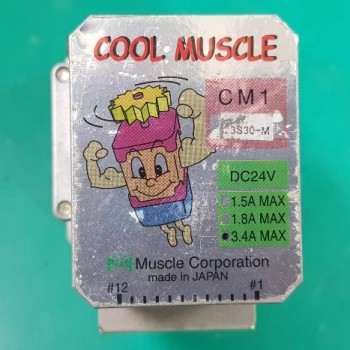 COOL MUSCLE
CM1
3S30-M
DC24V
1.5A MAX
1.8A MAX
3.4A MAX
Muscle Corporation
made in JAPAN
#12 #1